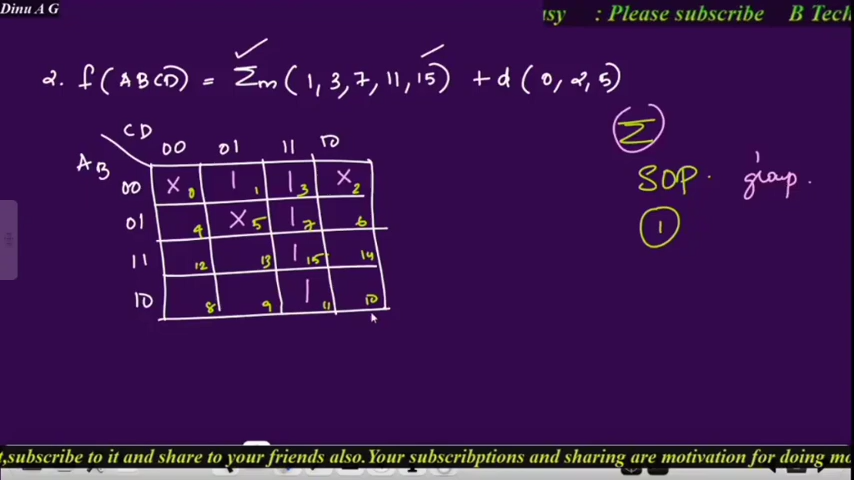 Dinu A G
sy : Please subscribe B Tech
2. f(ABCD) = Σm(1,3,7,11,15) + d(0,2,5)
Σ
CD
00 01 11 10
AB
00 X 0 1 1 1 3 X 2
SOP. group.
01 4 X 5 1 7 6
1
11 12 13 1 15 14
10 8 9 1 11 10
t,subscribe to it and share to your friends also.Your subscribptions and sharing are motivation for doing mo